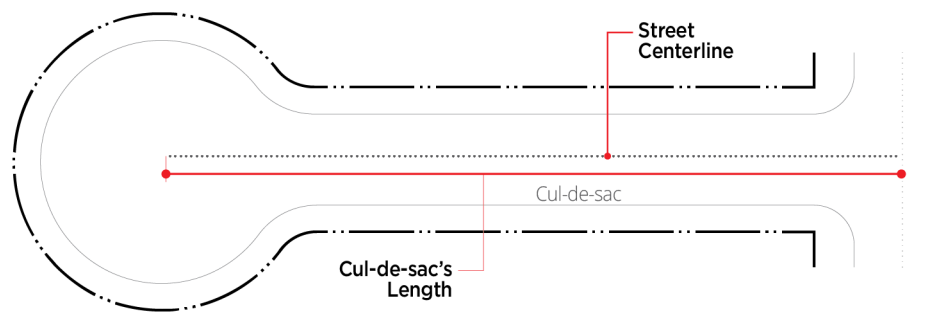 Street
Centerline
Cul-de-sac
Cul-de-sac's
Length